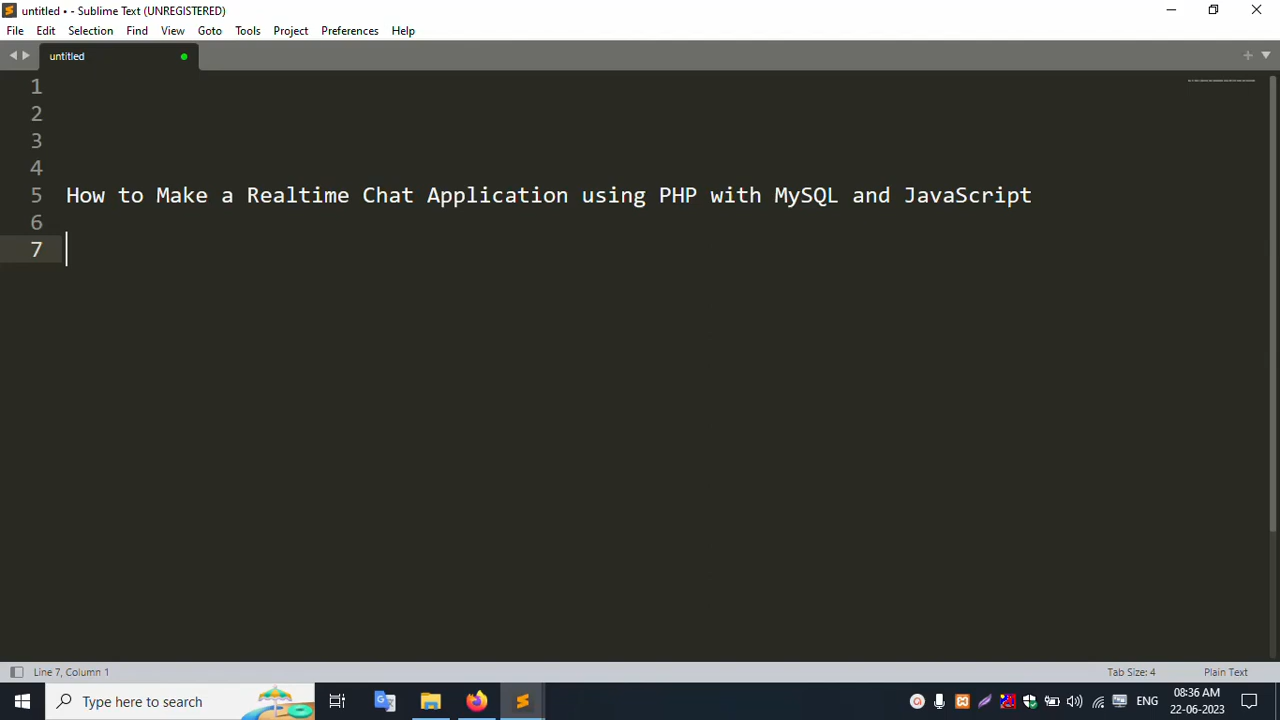 untitled • - Sublime Text (UNREGISTERED)
File Edit Selection Find View Goto Tools Project Preferences Help
untitled
1
2
3
4
5 How to Make a Realtime Chat Application using PHP with MySQL and JavaScript
6
7
Line 7, Column 1 Tab Size: 4 Plain Text
Type here to search
ENG
08:36 AM
22-06-2023